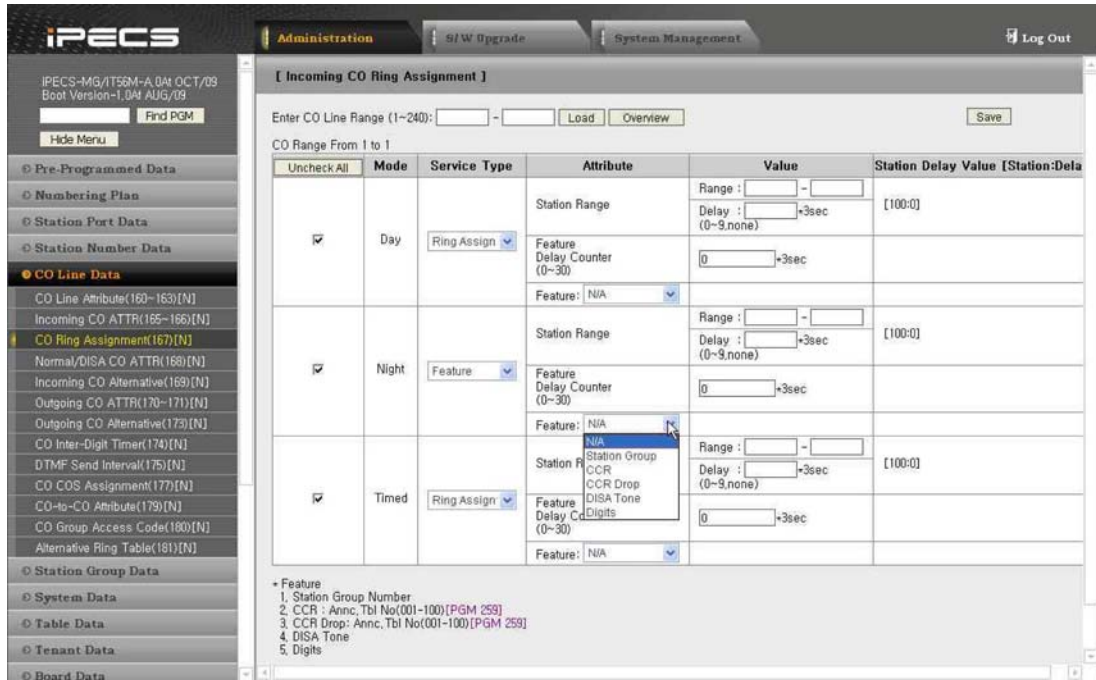 iPECS
Administration
S/W Upgrade
System Management
Log Out
IPECS-MG/IT56M-A.0At OCT/09
Boot Version-1.0At AUG/09
Find PGM
Hide Menu
Pre-Programmed Data
Numbering Plan
Station Port Data
Station Number Data
CO Line Data
CO Line Attribute(160~163)[N]
Incoming CO ATTR(165~166)[N]
CO Ring Assignment(167)[N]
Normal/DISA CO ATTR(168)[N]
Incoming CO Alternative(169)[N]
Outgoing CO ATTR(170~171)[N]
Outgoing CO Alternative(173)[N]
CO Inter-Digit Timer(174)[N]
DTMF Send Interval(175)[N]
CO COS Assignment(177)[N]
CO-to-CO Attribute(179)[N]
CO Group Access Code(180)[N]
Alternative Ring Table(181)[N]
Station Group Data
System Data
Table Data
Tenant Data
Board Data
[ Incoming CO Ring Assignment ]
Enter CO Line Range (1~240): - Load Overview Save
CO Range From 1 to 1
Uncheck All Mode Service Type Attribute Value Station Delay Value [Station:Dela
Day
Ring Assign
Station Range
Range : -
Delay : *3sec
(0~9,none)
[100:0]
Feature
Delay Counter
(0~30)
0 *3sec
Feature: N/A
Night
Feature
Station Range
Range : -
Delay : *3sec
(0~9,none)
[100:0]
Feature
Delay Counter
(0~30)
0 *3sec
Feature: N/A
N/A
Station Group
CCR
CCR Drop
DISA Tone
Digits
Timed
Ring Assign
Station R
Range : -
Delay : *3sec
(0~9,none)
[100:0]
Feature
Delay Co
(0~30)
0 *3sec
Feature: N/A
* Feature
1. Station Group Number
2. CCR : Annc, Tbl No(001-100)[PGM 259]
3. CCR Drop: Annc, Tbl No(001-100)[PGM 259]
4. DISA Tone
5. Digits